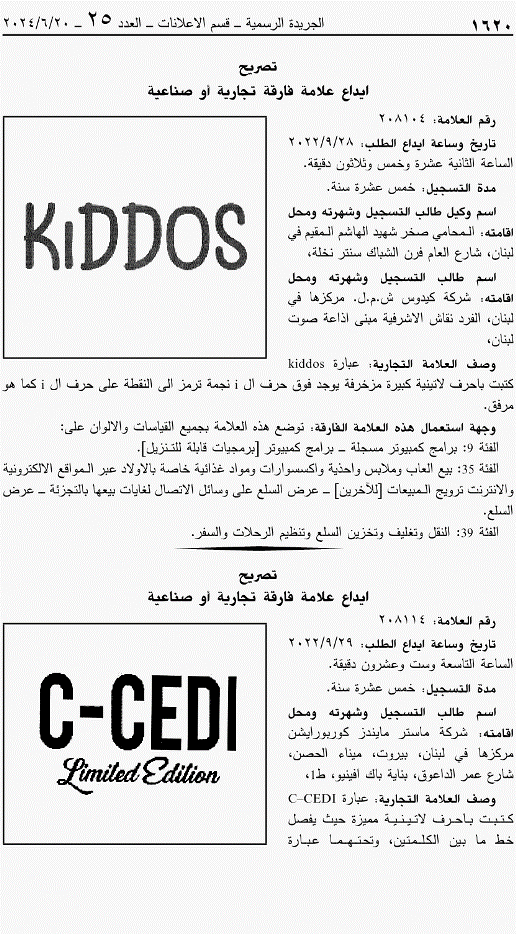 ١٦٢٠ الجريدة الرسمية ــ قسم الاعلانات ــ العدد ٢٥ ــ ٢٠٢٤/٦/٢٠
تصريح
ايداع علامة فارقة تجارية أو صناعية
رقم العلامة: ٢٠٨١٠٤
تاريخ وساعة ايداع الطلب: ٢٠٢٢/٩/٢٨
الساعة الثانية عشرة وخمس وثلاثون دقيقة.
مدة التسجيل: خمس عشرة سنة.
اسم وكيل طالب التسجيل وشهرته ومحل
اقامته: المحامي صخر شهيد الهاشم المقيم في
لبنان، شارع العام فرن الشباك سنتر نخلة،
اسم طالب التسجيل وشهرته ومحل
اقامته: شركة كيدوس ش.م.ل. مركزها في
لبنان، الفرد نقاش الاشرفية مبنى اذاعة صوت
لبنان،
KiDDOS
وصف العلامة التجارية: عبارة kiddos
كتبت باحرف لاتينية كبيرة مزخرفة يوجد فوق حرف ال i نجمة ترمز الى النقطة على حرف ال i كما هو
مرفق.
وجهة استعمال هذه العلامة الفارقة: توضع هذه العلامة بجميع القياسات والالوان على:
الفئة 9: برامج كمبيوتر مسجلة ــ برامج كمبيوتر [برمجيات قابلة للتنزيل].
الفئة 35: بيع العاب وملابس واحذية واكسسوارات ومواد غذائية خاصة بالاولاد عبر المواقع الالكترونية
والانترنت ترويج المبيعات [للآخرين] ــ عرض السلع على وسائل الاتصال لغايات بيعها بالتجزئة ــ عرض
السلع.
الفئة 39: النقل وتغليف وتخزين السلع وتنظيم الرحلات والسفر.
تصريح
ايداع علامة فارقة تجارية أو صناعية
رقم العلامة: ٢٠٨١١٤
تاريخ وساعة ايداع الطلب: ٢٠٢٢/٩/٢٩
الساعة التاسعة وست وعشرون دقيقة.
مدة التسجيل: خمس عشرة سنة.
اسم طالب التسجيل وشهرته ومحل
اقامته: شركة ماستر مايندز كوربورايشن
مركزها في لبنان، بيروت، ميناء الحصن،
شارع عمر الداعوق، بناية باك افينيو، ط1،
C-CEDI
Limited Edition
وصف العلامة التجارية: عبارة C–CEDI
كتبت باحرف لاتينية مميزة حيث يفصل
خط ما بين الكلمتين، وتحتهما عبارة